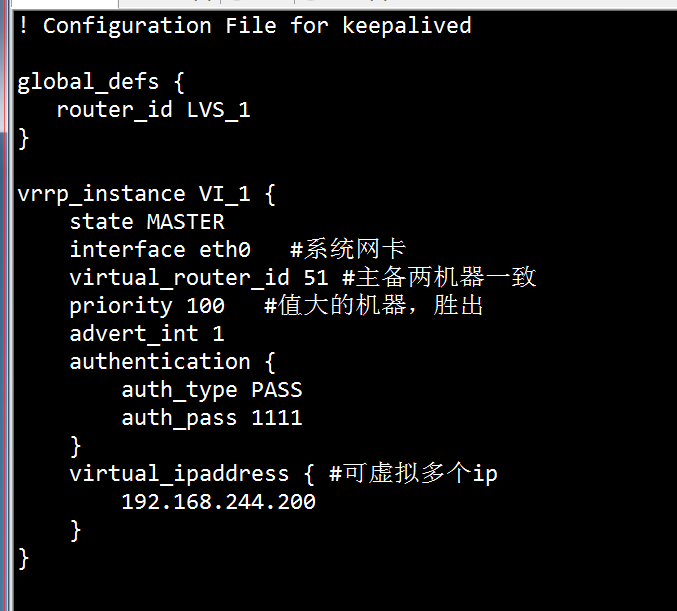 ! Configuration File for keepalived
global_defs {
   router_id LVS_1
}
vrrp_instance VI_1 {
    state MASTER
    interface eth0   #系统网卡
    virtual_router_id 51 #主备两机器一致
    priority 100   #值大的机器，胜出
    advert_int 1
    authentication {
        auth_type PASS
        auth_pass 1111
    }
    virtual_ipaddress { #可虚拟多个ip
        192.168.244.200
    }
}